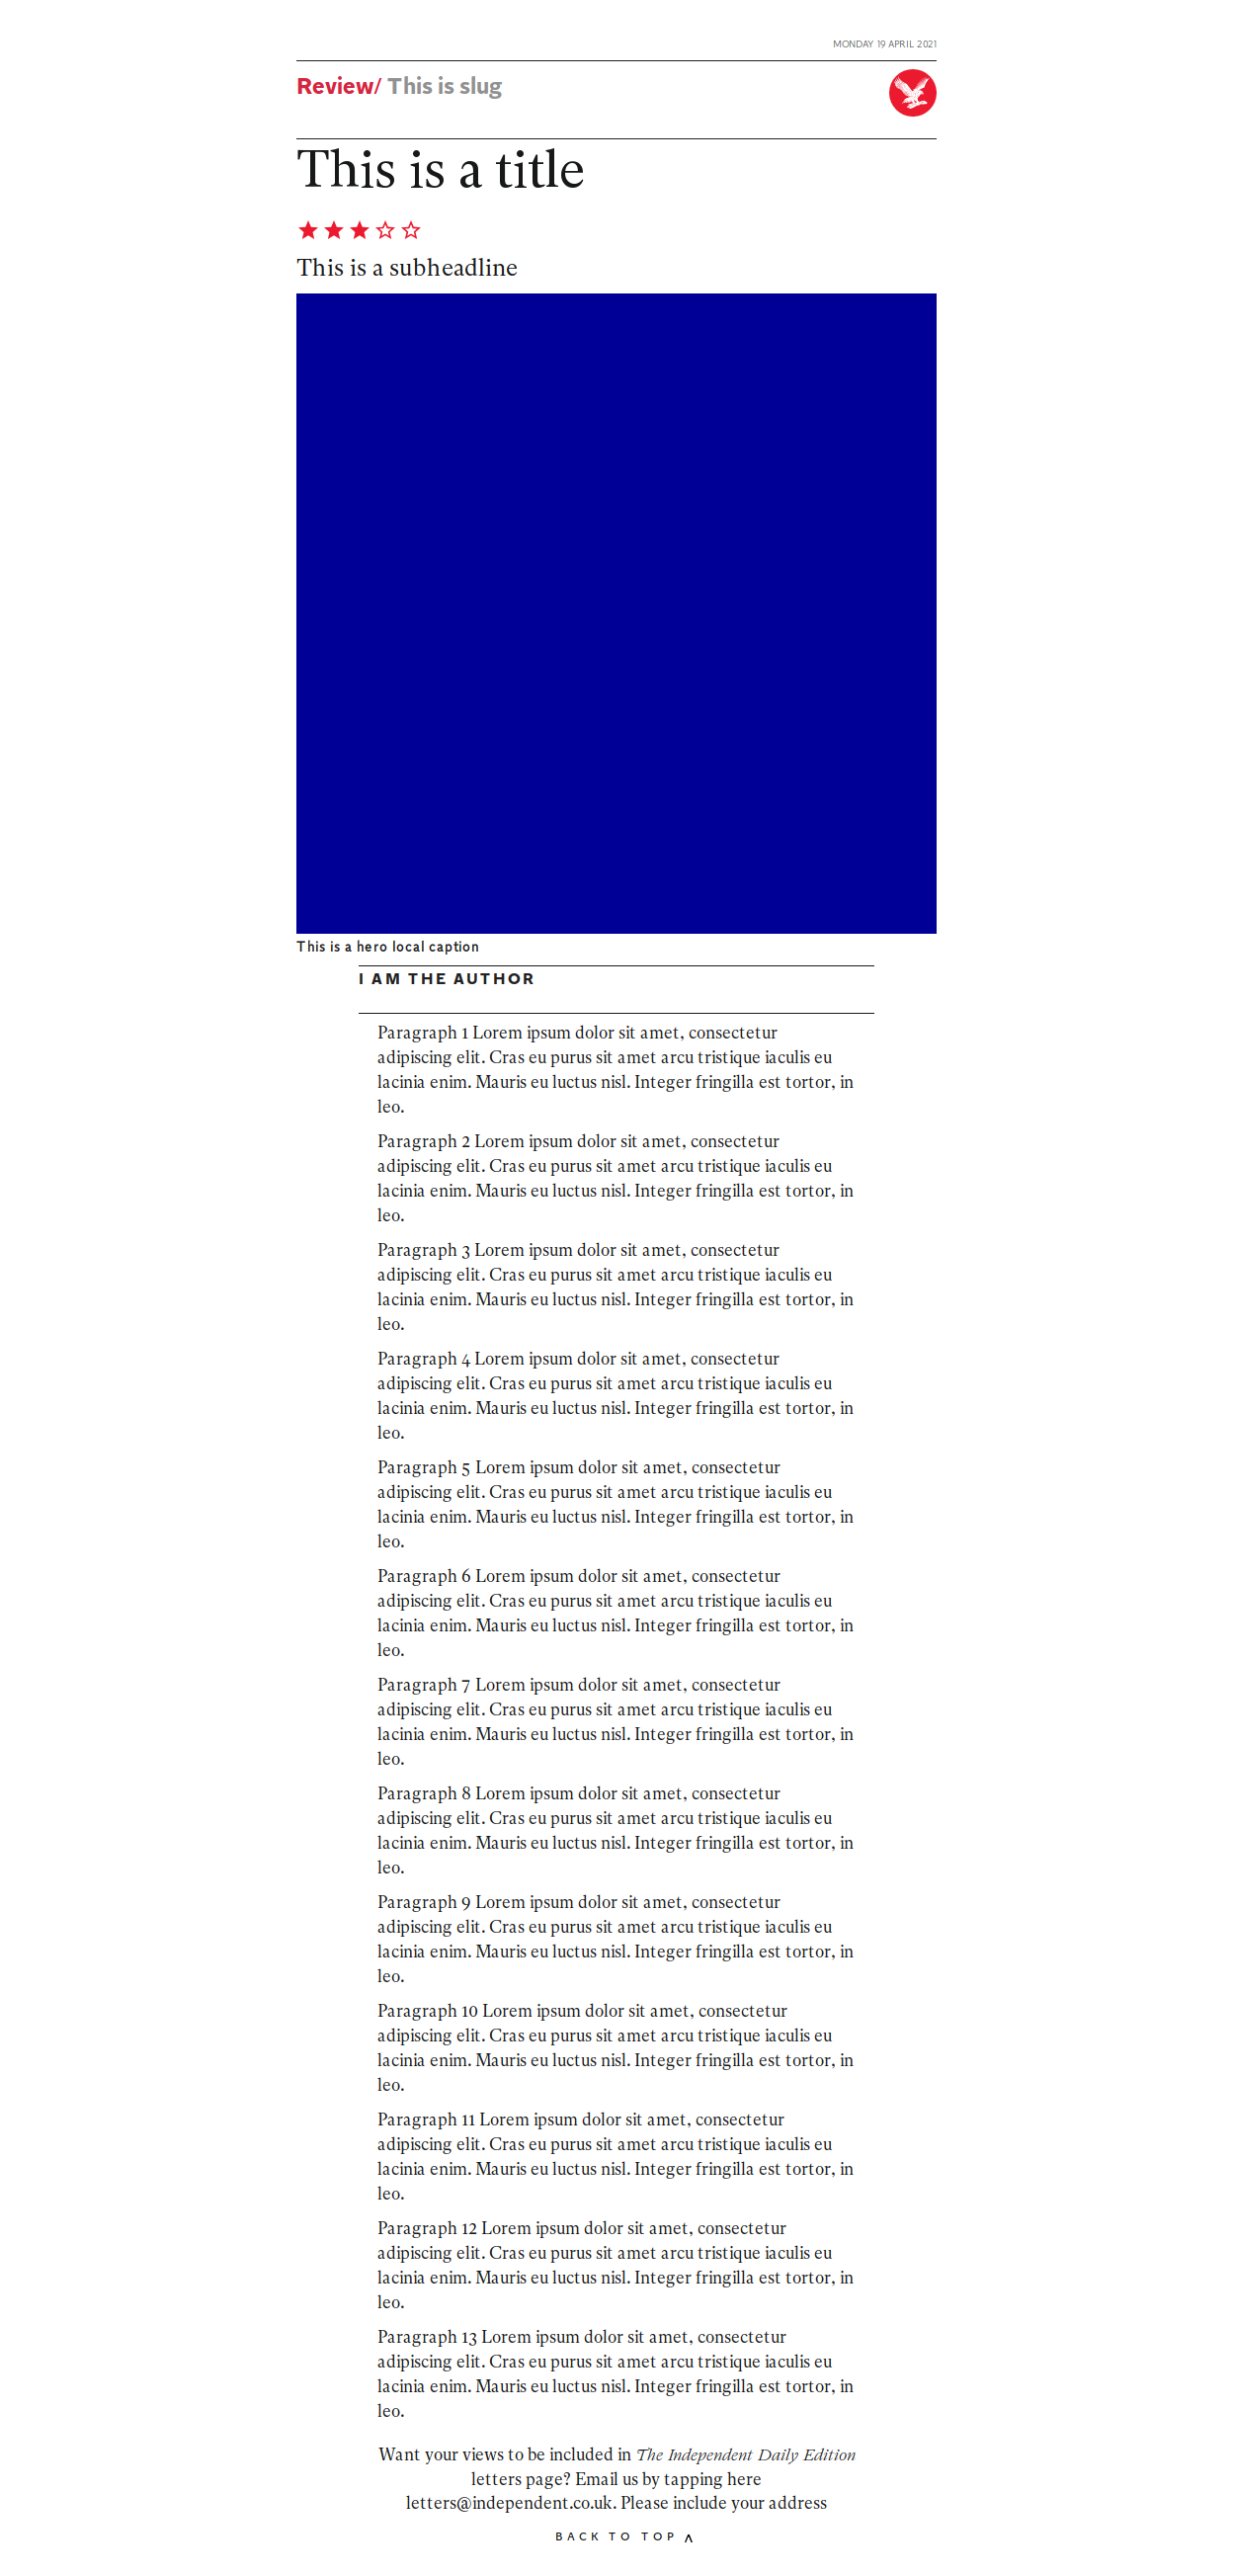 MONDAY 19 APRIL 2021
Review/ This is slug
This is a title
This is a subheadline
This is a hero local caption
I AM THE AUTHOR
Paragraph 1 Lorem ipsum dolor sit amet, consectetur
adipiscing elit. Cras eu purus sit amet arcu tristique iaculis eu
lacinia enim. Mauris eu luctus nisl. Integer fringilla est tortor, in
leo.
Paragraph 2 Lorem ipsum dolor sit amet, consectetur
adipiscing elit. Cras eu purus sit amet arcu tristique iaculis eu
lacinia enim. Mauris eu luctus nisl. Integer fringilla est tortor, in
leo.
Paragraph 3 Lorem ipsum dolor sit amet, consectetur
adipiscing elit. Cras eu purus sit amet arcu tristique iaculis eu
lacinia enim. Mauris eu luctus nisl. Integer fringilla est tortor, in
leo.
Paragraph 4 Lorem ipsum dolor sit amet, consectetur
adipiscing elit. Cras eu purus sit amet arcu tristique iaculis eu
lacinia enim. Mauris eu luctus nisl. Integer fringilla est tortor, in
leo.
Paragraph 5 Lorem ipsum dolor sit amet, consectetur
adipiscing elit. Cras eu purus sit amet arcu tristique iaculis eu
lacinia enim. Mauris eu luctus nisl. Integer fringilla est tortor, in
leo.
Paragraph 6 Lorem ipsum dolor sit amet, consectetur
adipiscing elit. Cras eu purus sit amet arcu tristique iaculis eu
lacinia enim. Mauris eu luctus nisl. Integer fringilla est tortor, in
leo.
Paragraph 7 Lorem ipsum dolor sit amet, consectetur
adipiscing elit. Cras eu purus sit amet arcu tristique iaculis eu
lacinia enim. Mauris eu luctus nisl. Integer fringilla est tortor, in
leo.
Paragraph 8 Lorem ipsum dolor sit amet, consectetur
adipiscing elit. Cras eu purus sit amet arcu tristique iaculis eu
lacinia enim. Mauris eu luctus nisl. Integer fringilla est tortor, in
leo.
Paragraph 9 Lorem ipsum dolor sit amet, consectetur
adipiscing elit. Cras eu purus sit amet arcu tristique iaculis eu
lacinia enim. Mauris eu luctus nisl. Integer fringilla est tortor, in
leo.
Paragraph 10 Lorem ipsum dolor sit amet, consectetur
adipiscing elit. Cras eu purus sit amet arcu tristique iaculis eu
lacinia enim. Mauris eu luctus nisl. Integer fringilla est tortor, in
leo.
Paragraph 11 Lorem ipsum dolor sit amet, consectetur
adipiscing elit. Cras eu purus sit amet arcu tristique iaculis eu
lacinia enim. Mauris eu luctus nisl. Integer fringilla est tortor, in
leo.
Paragraph 12 Lorem ipsum dolor sit amet, consectetur
adipiscing elit. Cras eu purus sit amet arcu tristique iaculis eu
lacinia enim. Mauris eu luctus nisl. Integer fringilla est tortor, in
leo.
Paragraph 13 Lorem ipsum dolor sit amet, consectetur
adipiscing elit. Cras eu purus sit amet arcu tristique iaculis eu
lacinia enim. Mauris eu luctus nisl. Integer fringilla est tortor, in
leo.
Want your views to be included in The Independent Daily Edition
letters page? Email us by tapping here
letters@independent.co.uk. Please include your address
BACK TO TOP